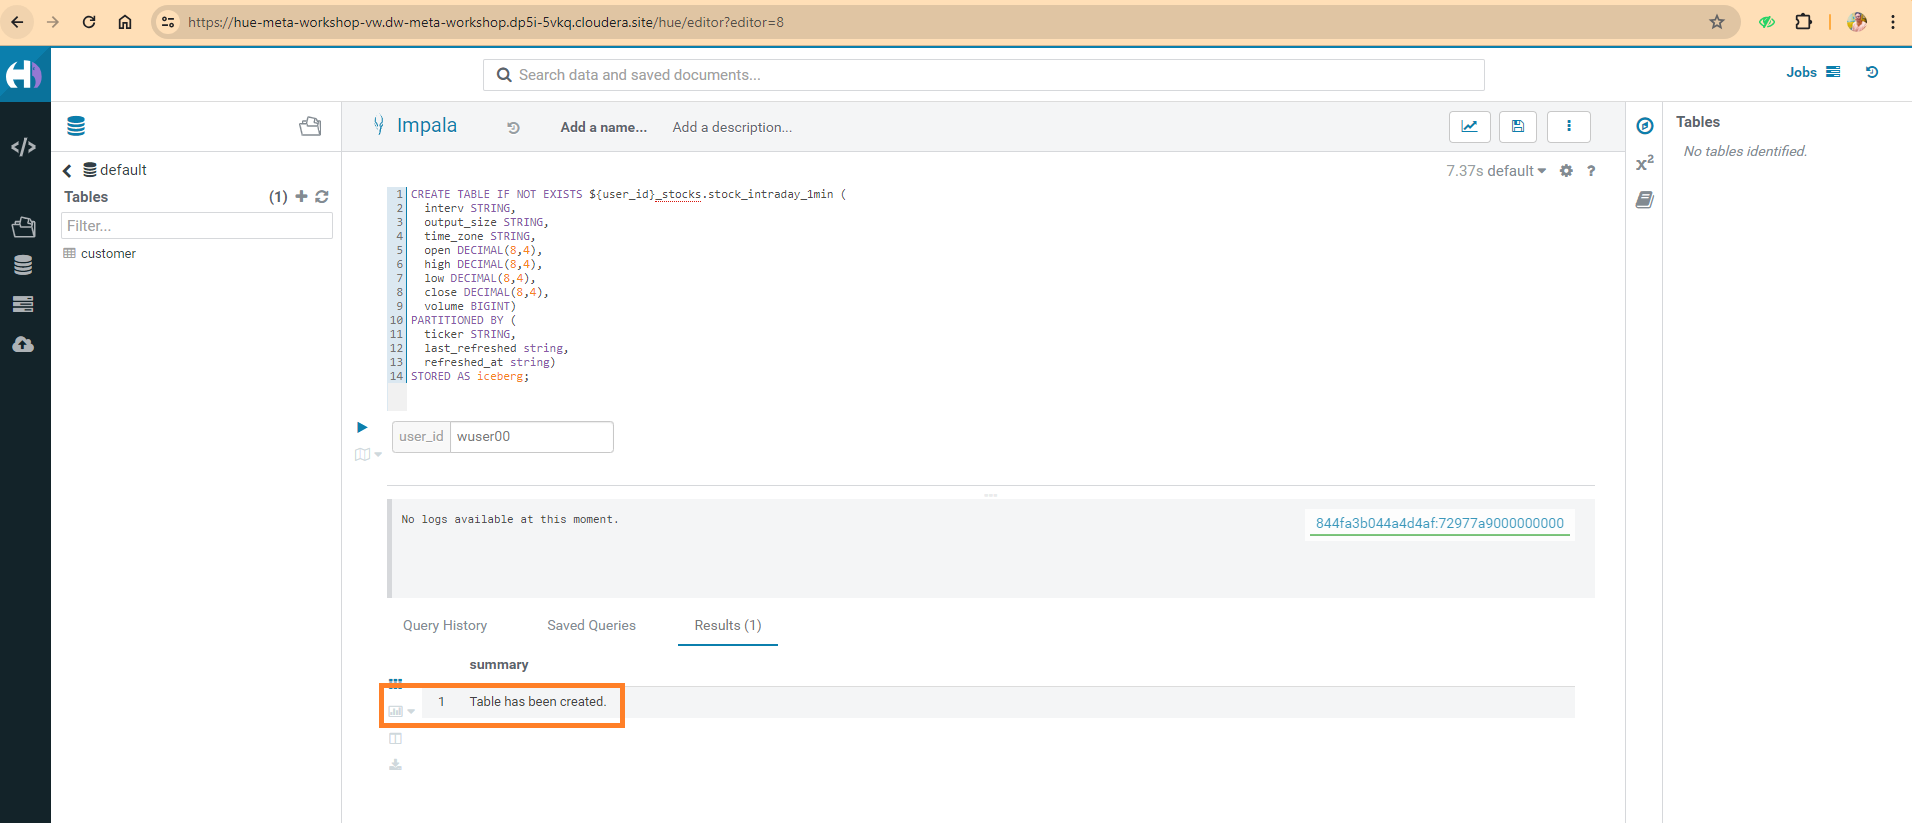 https://hue-meta-workshop-vw.dw-meta-workshop.dp5i-5vkq.cloudera.site/hue/editor?editor=8
Search data and saved documents...
Jobs
Impala
Add a name...
Add a description...
Tables
No tables identified.
default
Tables
(1)
Filter...
customer
7.37s default
?
x2
1 CREATE TABLE IF NOT EXISTS ${user_id}_stocks.stock_intraday_1min (
2 interv STRING,
3 output_size STRING,
4 time_zone STRING,
5 open DECIMAL(8,4),
6 high DECIMAL(8,4),
7 low DECIMAL(8,4),
8 close DECIMAL(8,4),
9 volume BIGINT)
10 PARTITIONED BY (
11 ticker STRING,
12 last_refreshed string,
13 refreshed_at string)
14 STORED AS iceberg;
user_id wuser00
No logs available at this moment.
844fa3b044a4d4af:72977a9000000000
Query History
Saved Queries
Results (1)
summary
1 Table has been created.